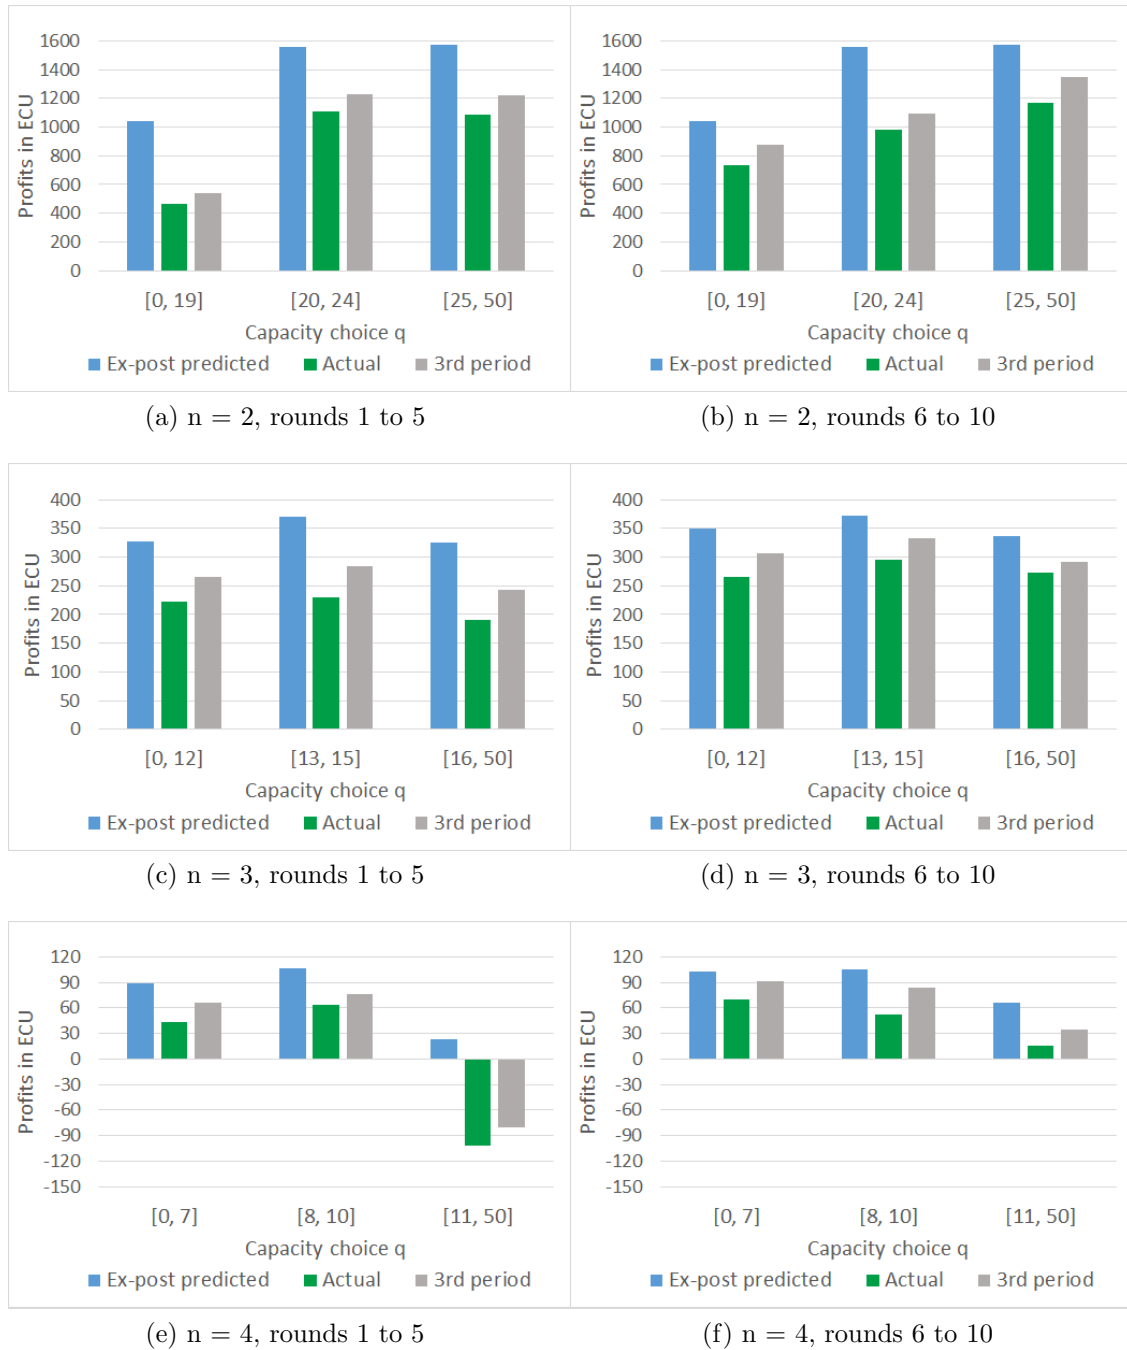 Profits in ECU
1600
1400
1200
1000
800
600
400
200
0
[0, 19] [20, 24] [25, 50]
Capacity choice q
Ex-post predicted Actual 3rd period
(a) n = 2, rounds 1 to 5
Profits in ECU
1600
1400
1200
1000
800
600
400
200
0
[0, 19] [20, 24] [25, 50]
Capacity choice q
Ex-post predicted Actual 3rd period
(b) n = 2, rounds 6 to 10
Profits in ECU
400
350
300
250
200
150
100
50
0
[0, 12] [13, 15] [16, 50]
Capacity choice q
Ex-post predicted Actual 3rd period
(c) n = 3, rounds 1 to 5
Profits in ECU
400
350
300
250
200
150
100
50
0
[0, 12] [13, 15] [16, 50]
Capacity choice q
Ex-post predicted Actual 3rd period
(d) n = 3, rounds 6 to 10
Profits in ECU
120
90
60
30
0
-30
-60
-90
-120
-150
[0, 7] [8, 10] [11, 50]
Capacity choice q
Ex-post predicted Actual 3rd period
(e) n = 4, rounds 1 to 5
Profits in ECU
120
90
60
30
0
-30
-60
-90
-120
-150
[0, 7] [8, 10] [11, 50]
Capacity choice q
Ex-post predicted Actual 3rd period
(f) n = 4, rounds 6 to 10